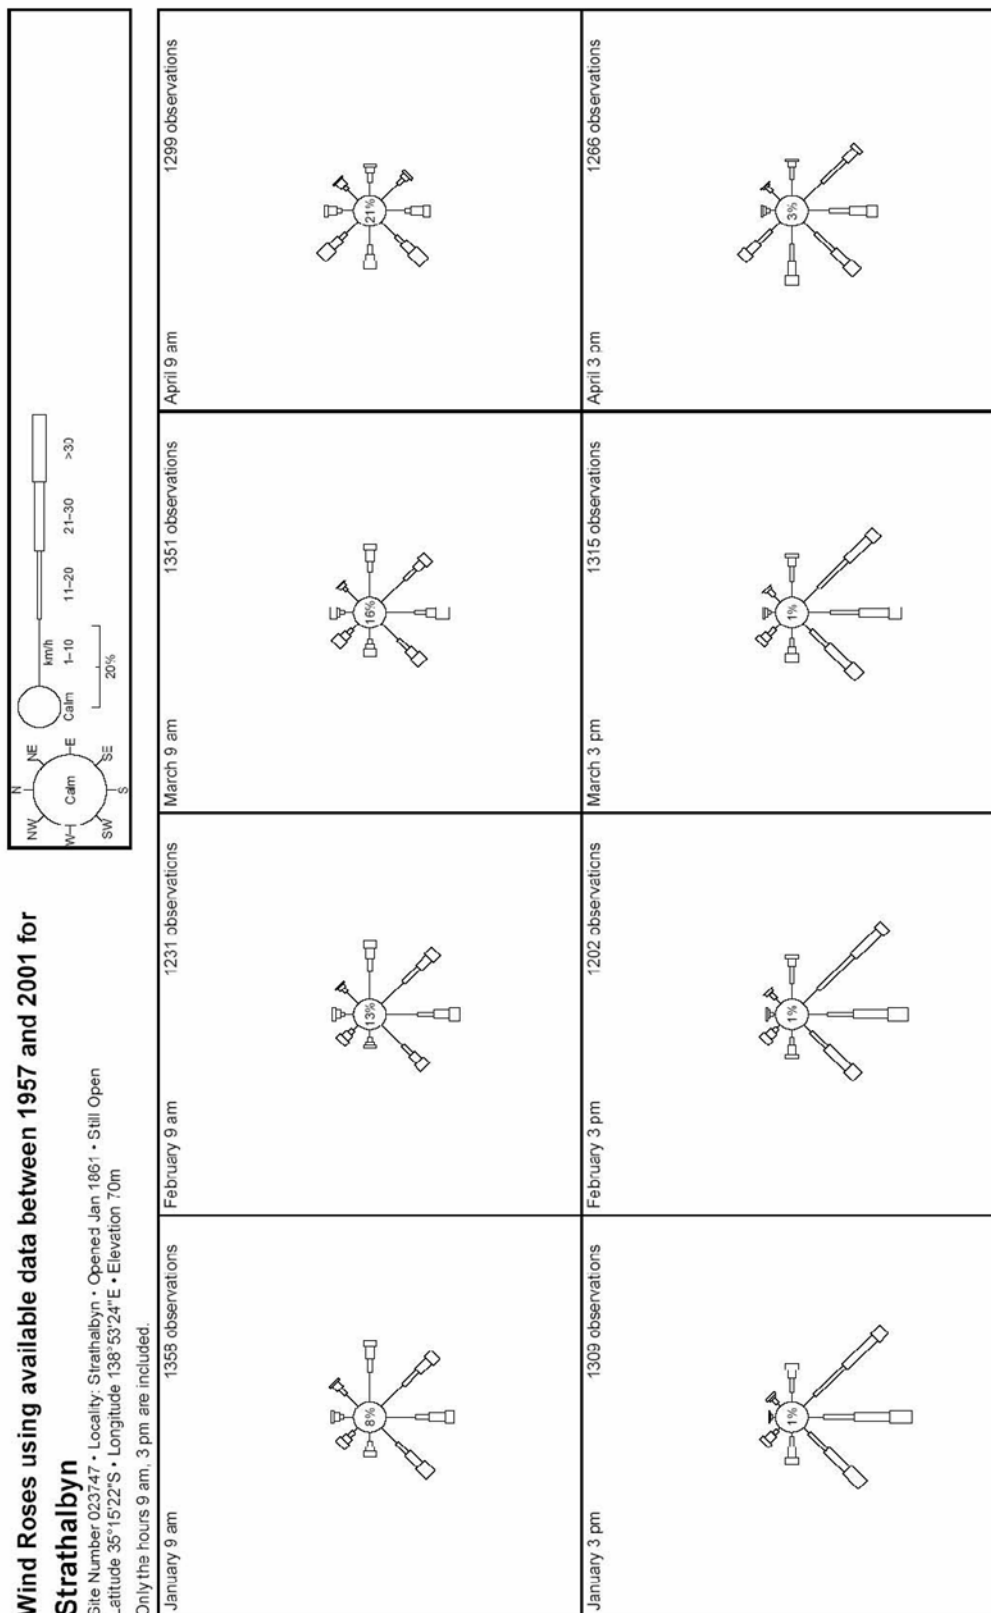 Wind Roses using available data between 1957 and 2001 for
Strathalbyn
Site Number 023747 • Locality: Strathalbyn • Opened Jan 1861 • Still Open
Latitude 35°15'22"S • Longitude 138°53'24"E • Elevation 70m
Only the hours 9 am, 3 pm are included.
N
NW NE
W Calm E
SW SE
S
km/h
Calm 1–10 11–20 21–30 >30
20%
January 9 am 1358 observations
8%
February 9 am 1231 observations
13%
March 9 am 1351 observations
16%
April 9 am 1299 observations
21%
January 3 pm 1309 observations
1%
February 3 pm 1202 observations
1%
March 3 pm 1315 observations
1%
April 3 pm 1266 observations
3%